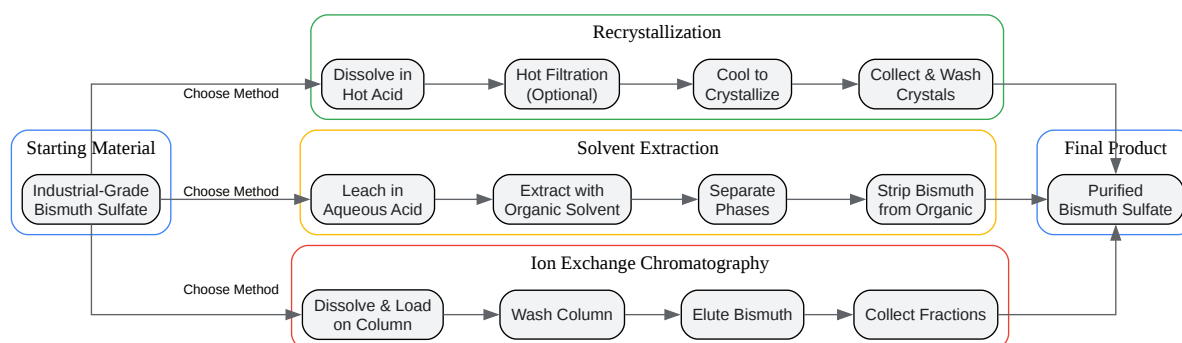 Recrystallization
Dissolve in
Hot Acid
Hot Filtration
(Optional)
Cool to
Crystallize
Collect & Wash
Crystals
Choose Method
Starting Material
Industrial-Grade
Bismuth Sulfate
Choose Method
Solvent Extraction
Leach in
Aqueous Acid
Extract with
Organic Solvent
Separate
Phases
Strip Bismuth
from Organic
Final Product
Purified
Bismuth Sulfate
Choose Method
Ion Exchange Chromatography
Dissolve & Load
on Column
Wash Column
Elute Bismuth
Collect Fractions